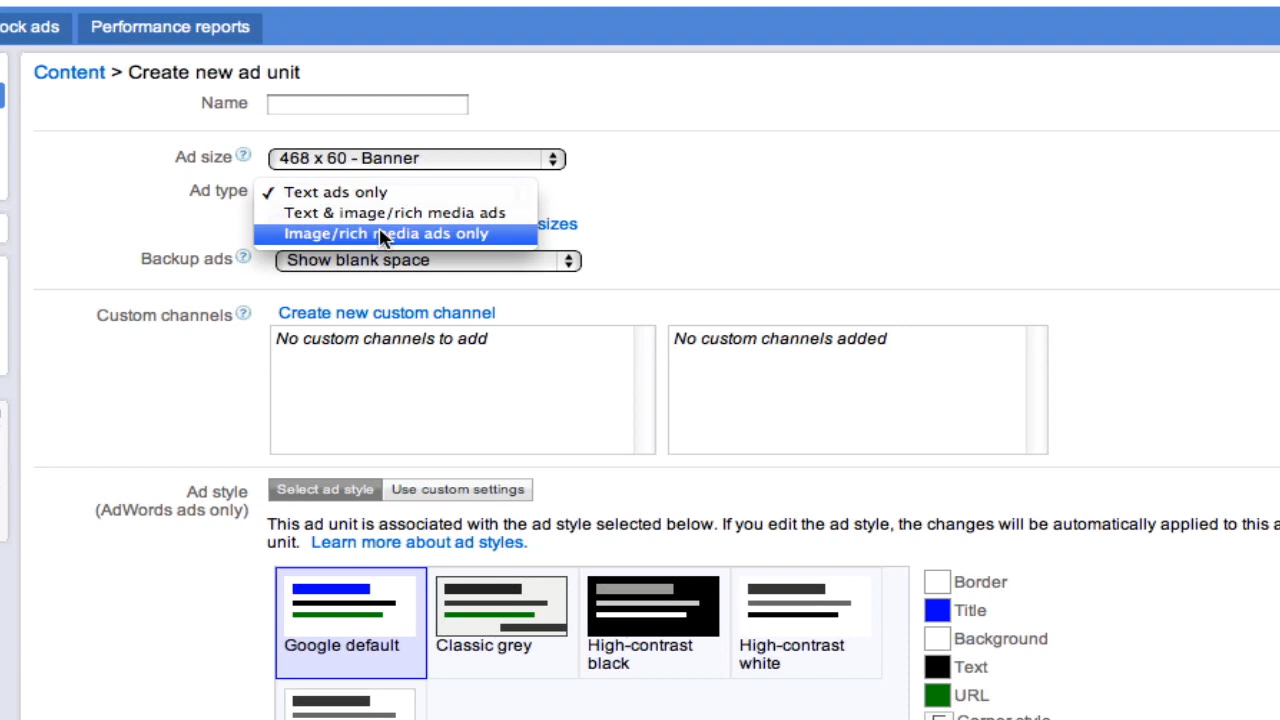 ock ads Performance reports
Content > Create new ad unit
Name
Ad size ? 468 x 60 - Banner
Ad type ✓ Text ads only
Text & image/rich media ads
Image/rich media ads only sizes
Backup ads ? Show blank space
Custom channels ? Create new custom channel
No custom channels to add No custom channels added
Ad style Select ad style Use custom settings
(AdWords ads only)
This ad unit is associated with the ad style selected below. If you edit the ad style, the changes will be automatically applied to this a
unit. Learn more about ad styles.
Border
Title
Background
Google default Classic grey High-contrast black High-contrast white
Text
URL
Corner style